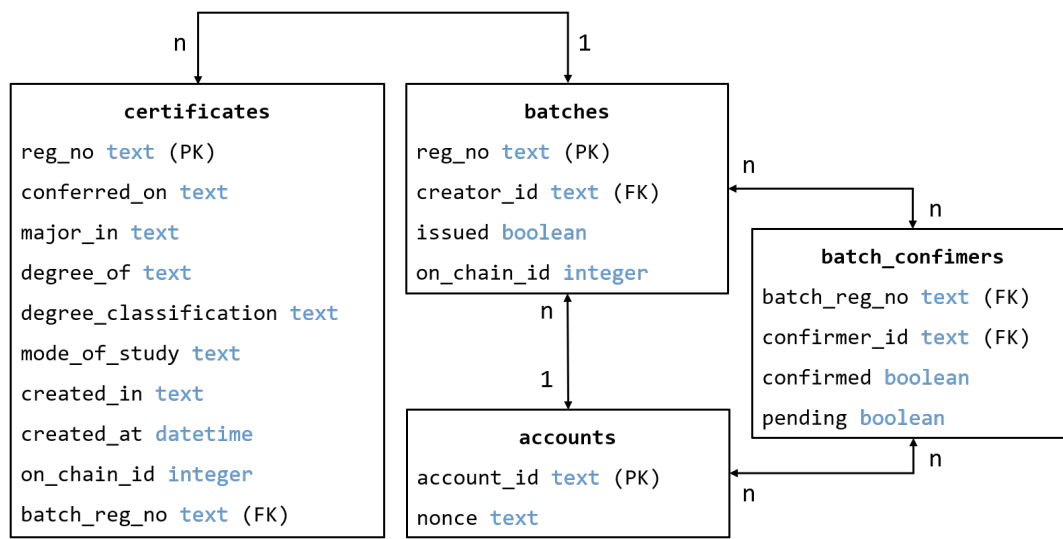 n
1
certificates
reg_no text (PK)
conferred_on text
major_in text
degree_of text
degree_classification text
mode_of_study text
created_in text
created_at datetime
on_chain_id integer
batch_reg_no text (FK)
batches
reg_no text (PK)
creator_id text (FK)
issued boolean
on_chain_id integer
n
n
batch_confimers
batch_reg_no text (FK)
confirmer_id text (FK)
confirmed boolean
pending boolean
n
1
accounts
account_id text (PK)
nonce text
n
n